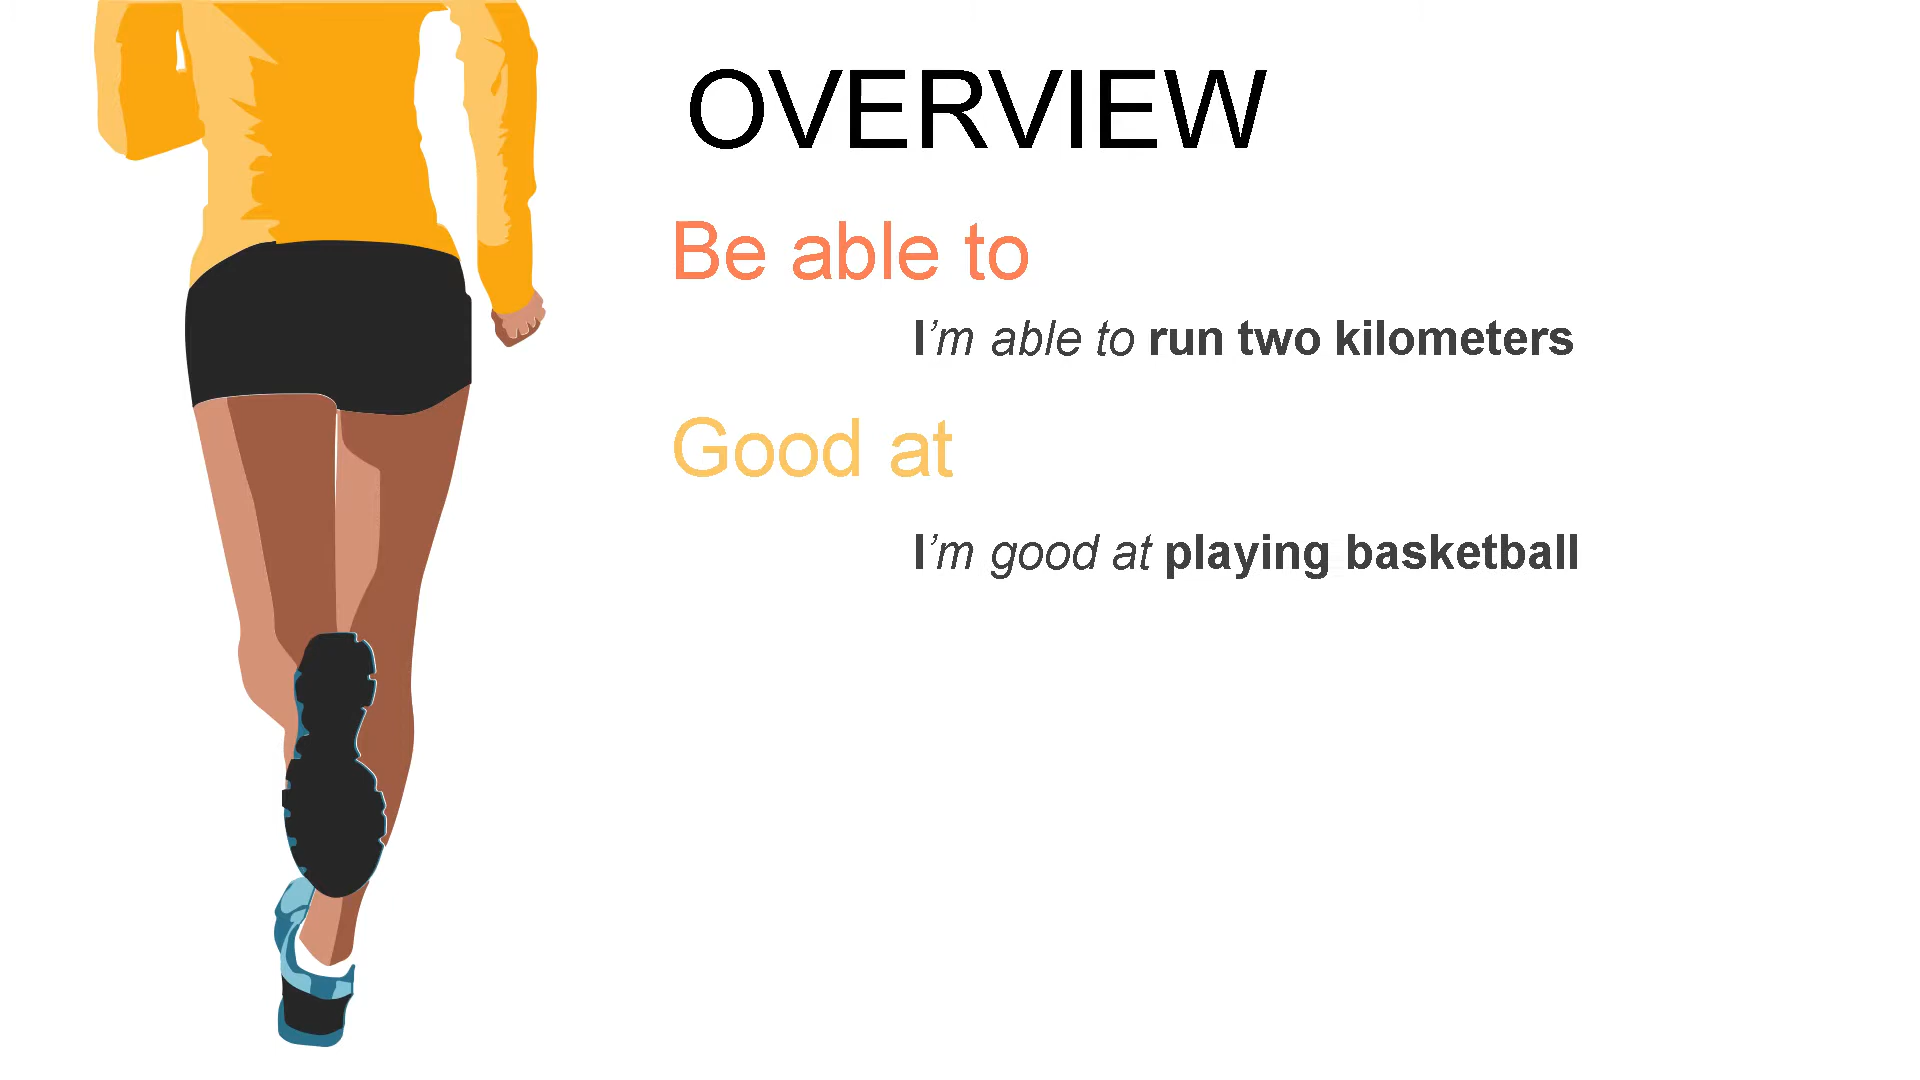 OVERVIEW
Be able to
I’m able to run two kilometers
Good at
I’m good at playing basketball